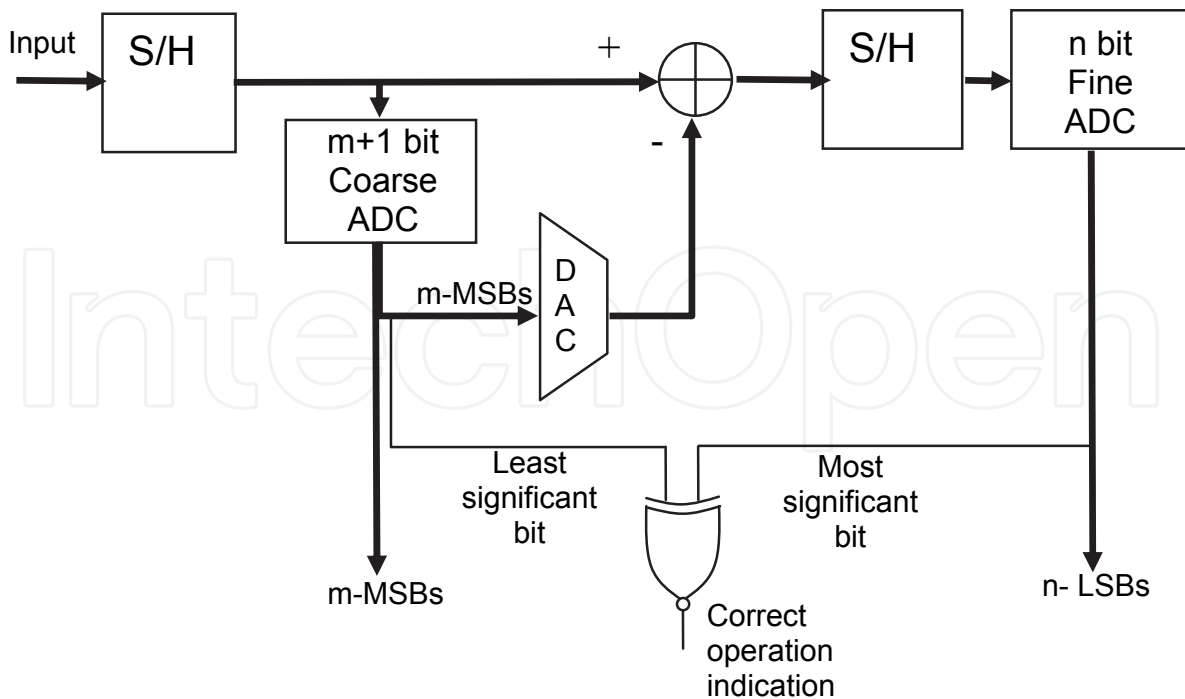 Input
S/H
+
S/H
n bit
Fine
ADC
m+1 bit
Coarse
ADC
-
D
A
C
m-MSBs
IntechOpen
Least
significant
bit
Most
significant
bit
m-MSBs
n- LSBs
Correct
operation
indication